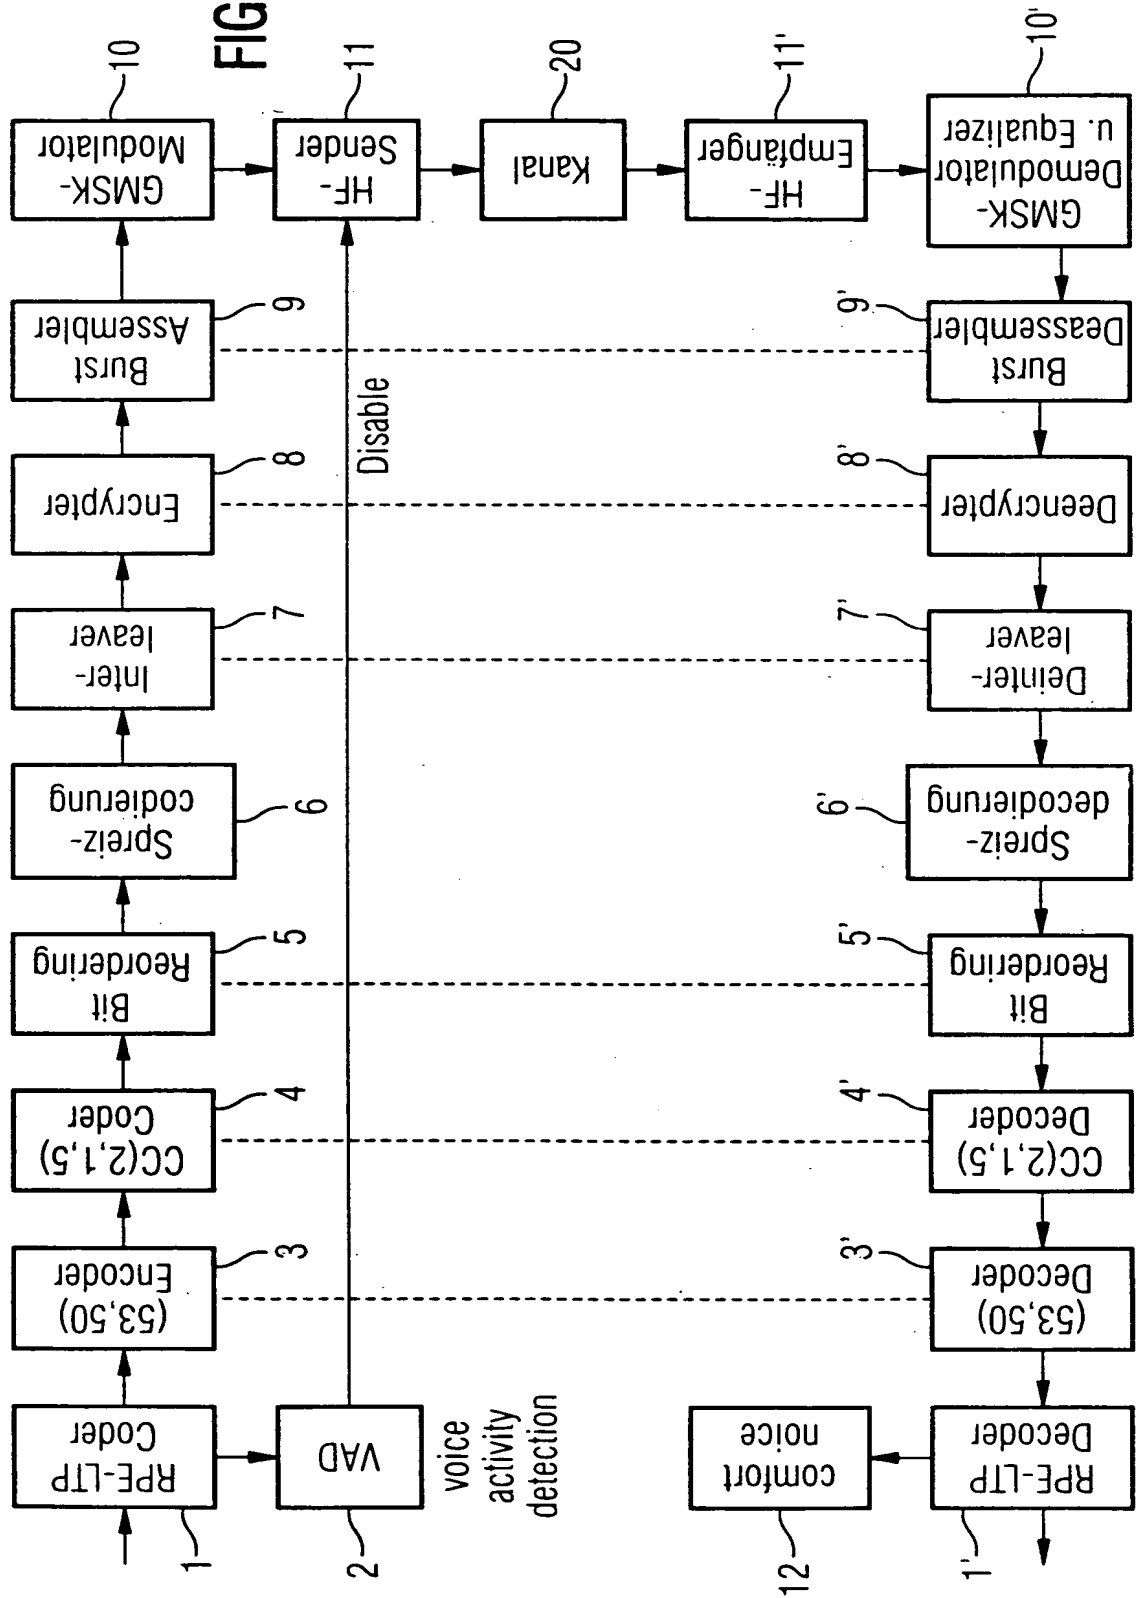 FIG
1
RPE-LTP
Coder
2
VAD
voice
activity
detection
3
(53,50)
Encoder
4
CC(2,1,5)
Coder
5
Bit
Reordering
6
Spreiz-
codierung
7
Inter-
leaver
8
Encrypter
9
Burst
Assembler
10
GMSK-
Modulator
Disable
11
HF-
Sender
20
Kanal
11'
HF-
Empfänger
10'
GMSK-
Demodulator
u. Equalizer
9'
Burst
Deassembler
8'
Deencrypter
7'
Deinter-
leaver
6'
Spreiz-
decodierung
5'
Bit
Reordering
4'
CC(2,1,5)
Decoder
3'
(53,50)
Decoder
1'
RPE-LTP
Decoder
12
comfort
noice